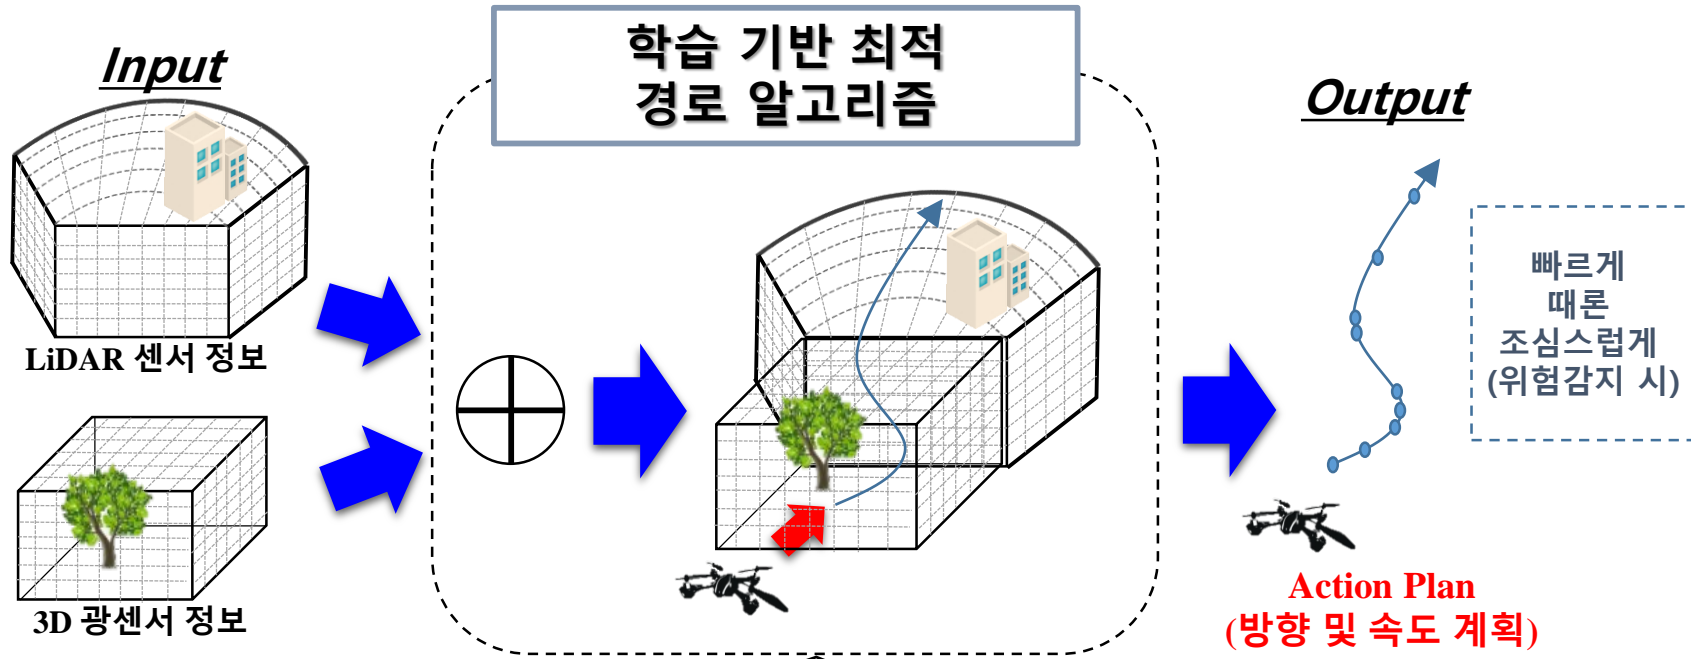 Input
LiDAR 센서 정보
3D 광센서 정보
학습 기반 최적
경로 알고리즘
Output
빠르게
때론
조심스럽게
(위험감지 시)
Action Plan
(방향 및 속도 계획)